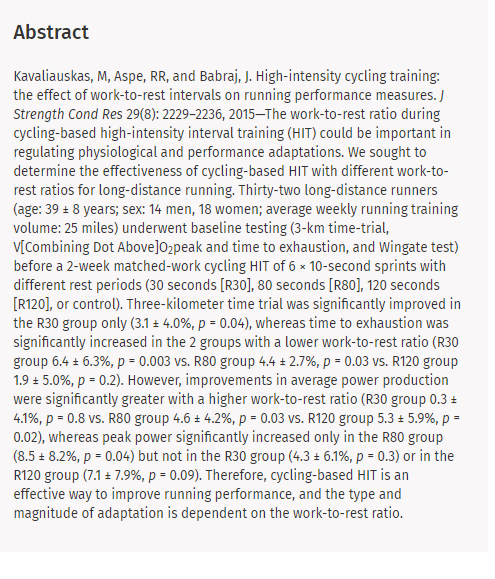 Abstract
Kavaliauskas, M, Aspe, RR, and Babraj, J. High-intensity cycling training:
the effect of work-to-rest intervals on running performance measures. J
Strength Cond Res 29(8): 2229–2236, 2015—The work-to-rest ratio during
cycling-based high-intensity interval training (HIT) could be important in
regulating physiological and performance adaptations. We sought to
determine the effectiveness of cycling-based HIT with different work-to-
rest ratios for long-distance running. Thirty-two long-distance runners
(age: 39 ± 8 years; sex: 14 men, 18 women; average weekly running training
volume: 25 miles) underwent baseline testing (3-km time-trial,
V[Combining Dot Above]O₂peak and time to exhaustion, and Wingate test)
before a 2-week matched-work cycling HIT of 6 × 10-second sprints with
different rest periods (30 seconds [R30], 80 seconds [R80], 120 seconds
[R120], or control). Three-kilometer time trial was significantly improved in
the R30 group only (3.1 ± 4.0%, p = 0.04), whereas time to exhaustion was
significantly increased in the 2 groups with a lower work-to-rest ratio (R30
group 6.4 ± 6.3%, p = 0.003 vs. R80 group 4.4 ± 2.7%, p = 0.03 vs. R120 group
1.9 ± 5.0%, p = 0.2). However, improvements in average power production
were significantly greater with a higher work-to-rest ratio (R30 group 0.3 ±
4.1%, p = 0.8 vs. R80 group 4.6 ± 4.2%, p = 0.03 vs. R120 group 5.3 ± 5.9%, p =
0.02), whereas peak power significantly increased only in the R80 group
(8.5 ± 8.2%, p = 0.04) but not in the R30 group (4.3 ± 6.1%, p = 0.3) or in the
R120 group (7.1 ± 7.9%, p = 0.09). Therefore, cycling-based HIT is an
effective way to improve running performance, and the type and
magnitude of adaptation is dependent on the work-to-rest ratio.